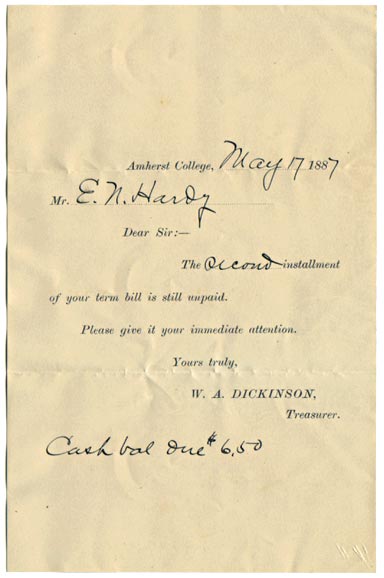 Amherst College, May 17 1887
Mr. E. N. Hardy
Dear Sir:—
The second installment
of your term bill is still unpaid.
Please give it your immediate attention.
Yours truly,
W. A. DICKINSON,
Treasurer.
Cash bal due $6.50